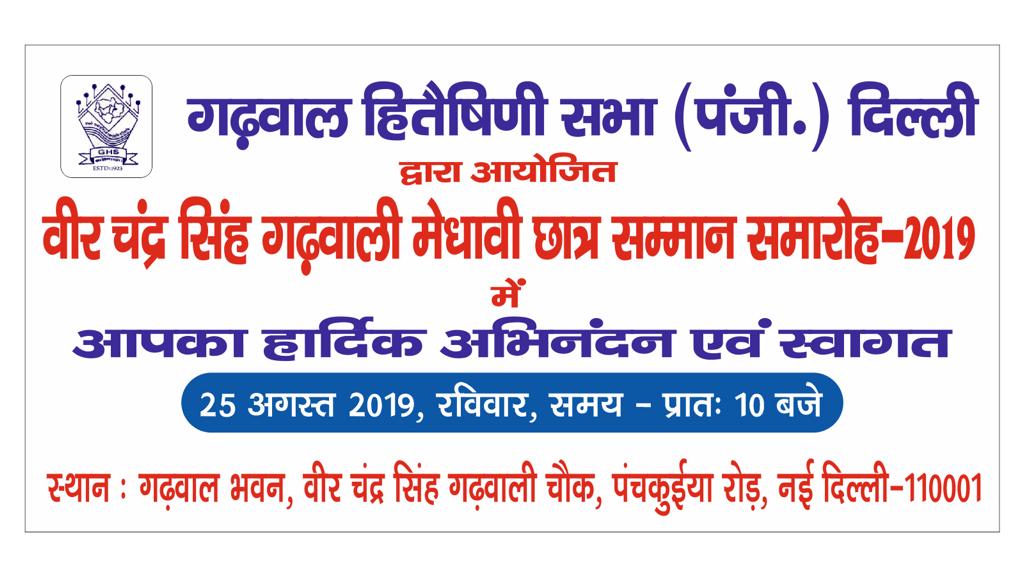 गढ़वाल हितैषिणी सभा (पंजी.) दिल्ली
GHS
ESTD:1923
द्वारा आयोजित
वीर चंद्र सिंह गढ़वाली मेधावी छात्र सम्मान समारोह-2019
में
आपका हार्दिक अभिनंदन एवं स्वागत
25 अगस्त 2019, रविवार, समय - प्रातः 10 बजे
स्थान : गढ़वाल भवन, वीर चंद्र सिंह गढ़वाली चौक, पंचकुईया रोड़, नई दिल्ली-110001